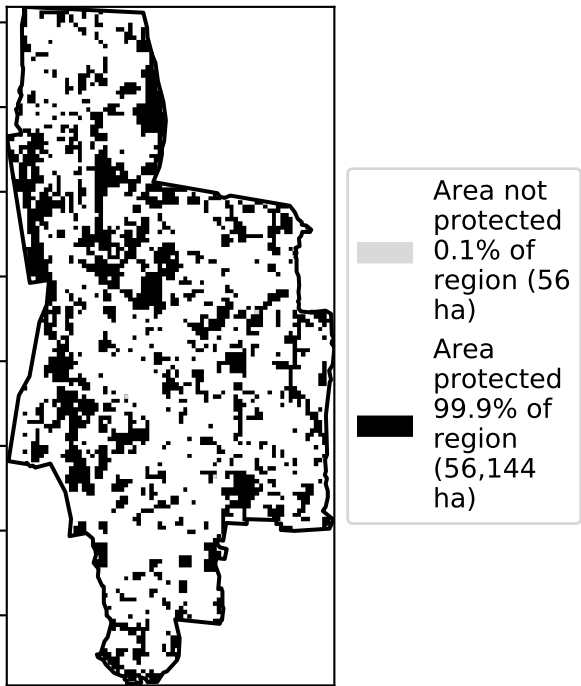 Area not
protected
0.1% of
region (56
ha)
Area
protected
99.9% of
region
(56,144
ha)